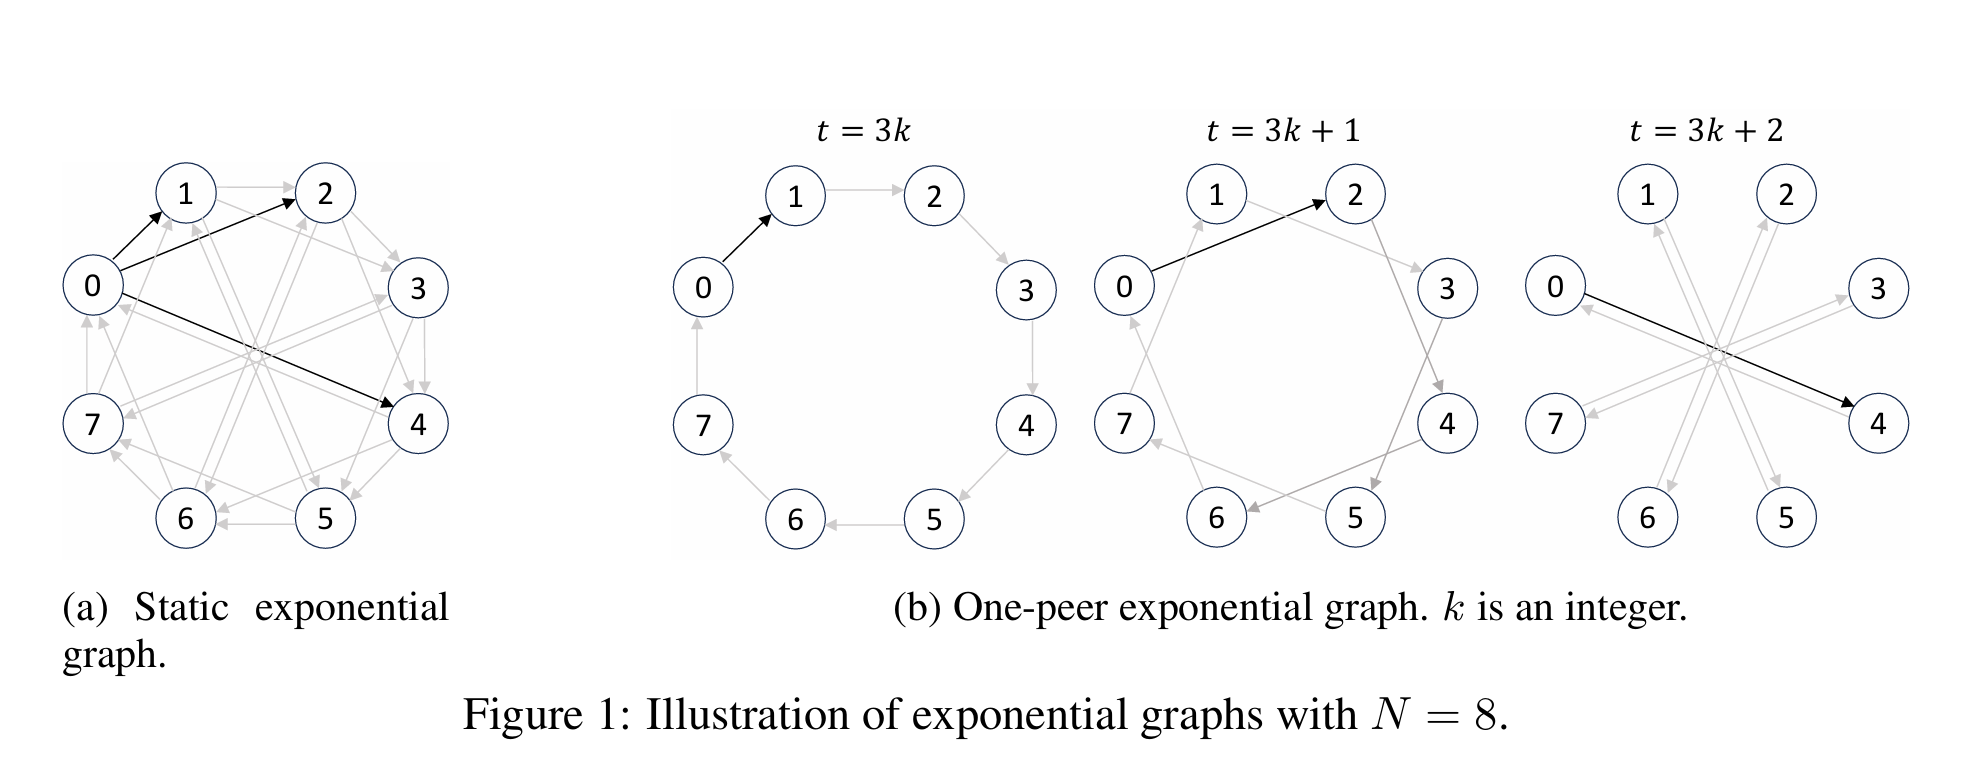 t = 3k
t = 3k + 1
t = 3k + 2
1 2
0 3
7 4
6 5
1 2
0 3
7 4
6 5
1 2
0 3
7 4
6 5
1 2
0 3
7 4
6 5
(a) Static exponential
graph.
(b) One-peer exponential graph. k is an integer.
Figure 1: Illustration of exponential graphs with N = 8.